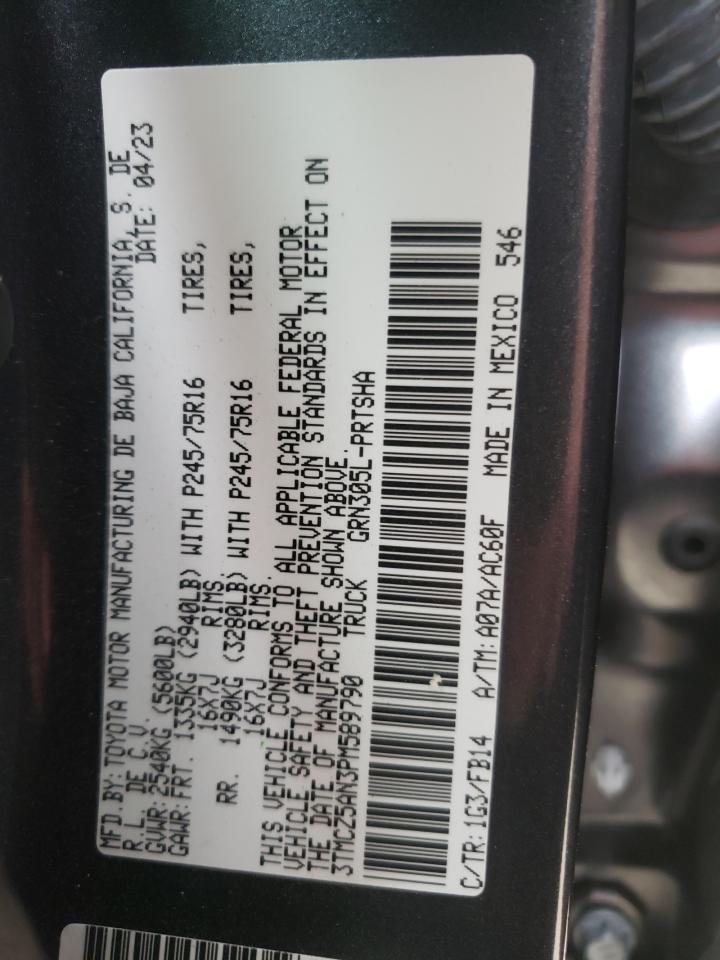 MFD.BY:TOYOTA MOTOR MANUFACTURING DE BAJA CALIFORNIA, S. DE
R.L. DE C.V. DATE: 04/23
GVWR:2540KG (5600LB)
GAWR:FRT. 1335KG (2940LB) WITH P245/75R16 TIRES,
16X7J RIMS.
RR. 1490KG (3280LB) WITH P245/75R16 TIRES,
16X7J RIMS.
THIS VEHICLE CONFORMS TO ALL APPLICABLE FEDERAL MOTOR
VEHICLE SAFETY AND THEFT PREVENTION STANDARDS IN EFFECT ON
THE DATE OF MANUFACTURE SHOWN ABOVE.
3TMCZ5AN3PM589790 TRUCK GRN305L-PRTSHA
C/TR:1G3/FB14 A/TM:A07A/AC60F MADE IN MEXICO 546